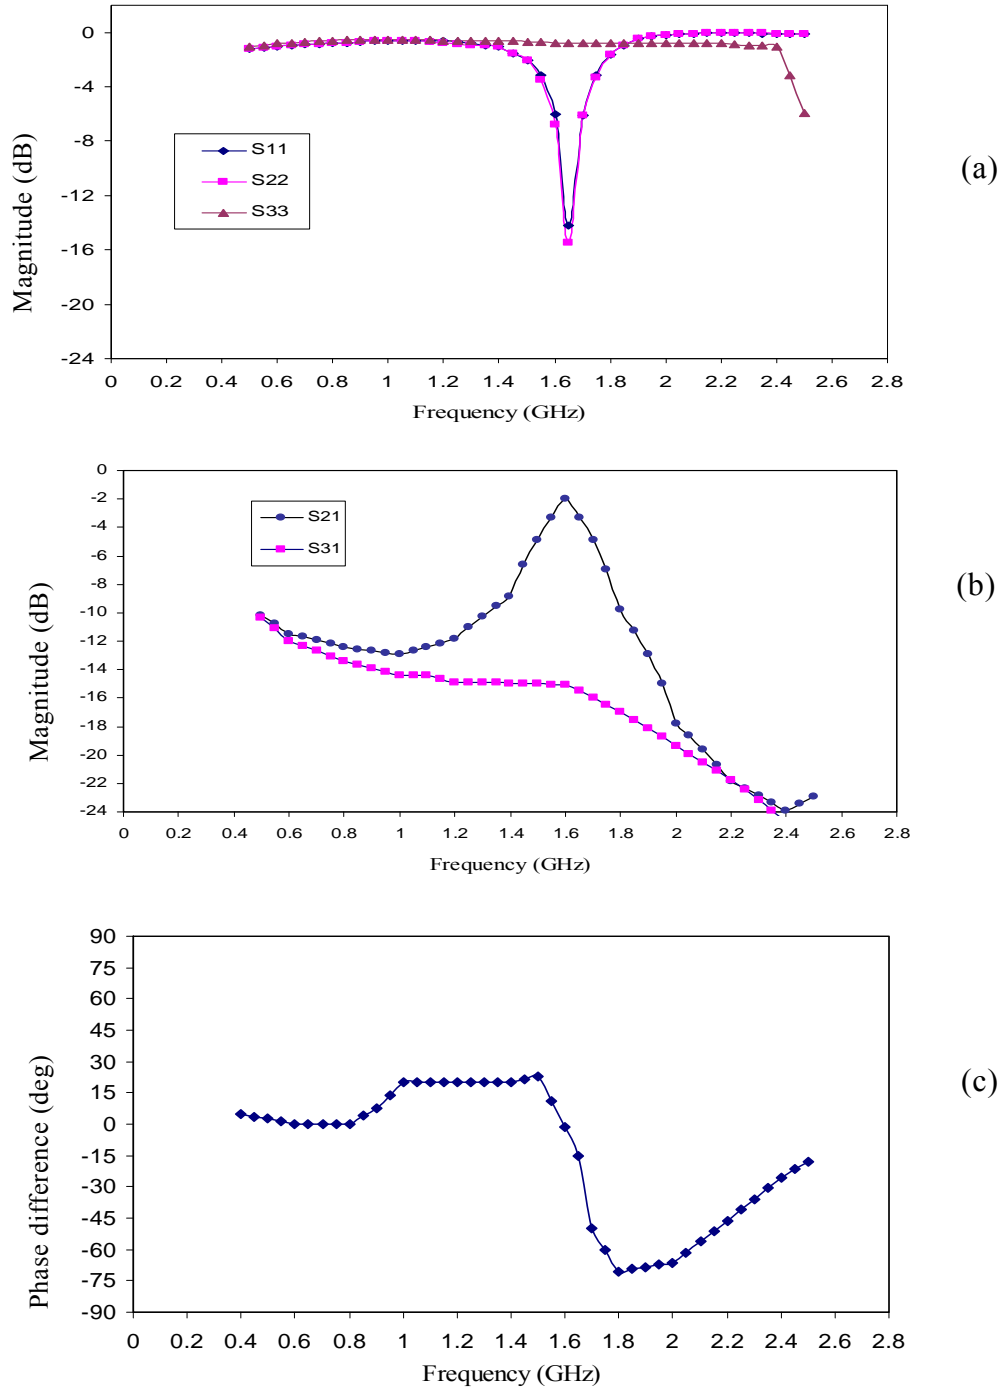 0
-4
-8
-12
-16
-20
-24
Magnitude (dB)
S11
S22
S33
0 0.2 0.4 0.6 0.8 1 1.2 1.4 1.6 1.8 2 2.2 2.4 2.6 2.8
Frequency (GHz)
(a)
0
-2
-4
-6
-8
-10
-12
-14
-16
-18
-20
-22
-24
Magnitude (dB)
S21
S31
0 0.2 0.4 0.6 0.8 1 1.2 1.4 1.6 1.8 2 2.2 2.4 2.6 2.8
Frequency (GHz)
(b)
90
75
60
45
30
15
0
-15
-30
-45
-60
-75
-90
Phase difference (deg)
0 0.2 0.4 0.6 0.8 1 1.2 1.4 1.6 1.8 2 2.2 2.4 2.6 2.8
Frequency (GHz)
(c)